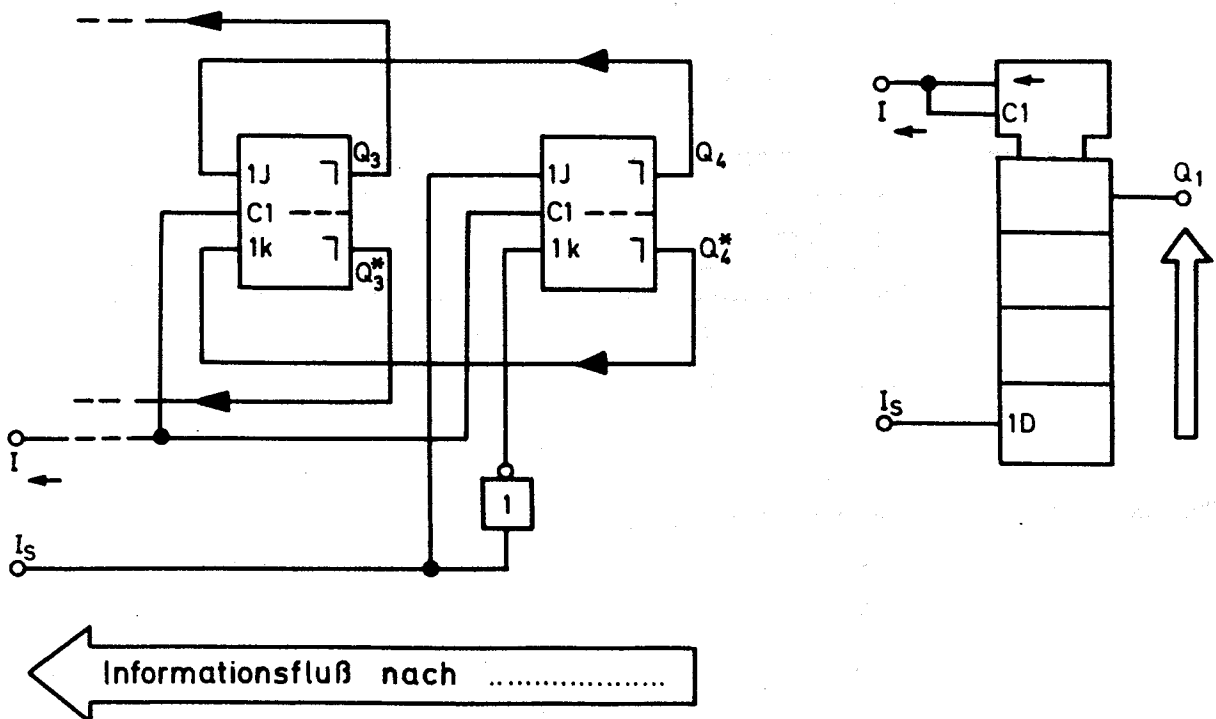 Q3
Q4
1J
C1
1k
Q3*
1J
C1
1k
Q4*
I
1
Is
Informationsfluß nach ...................
I
C1
Q1
Is
1D